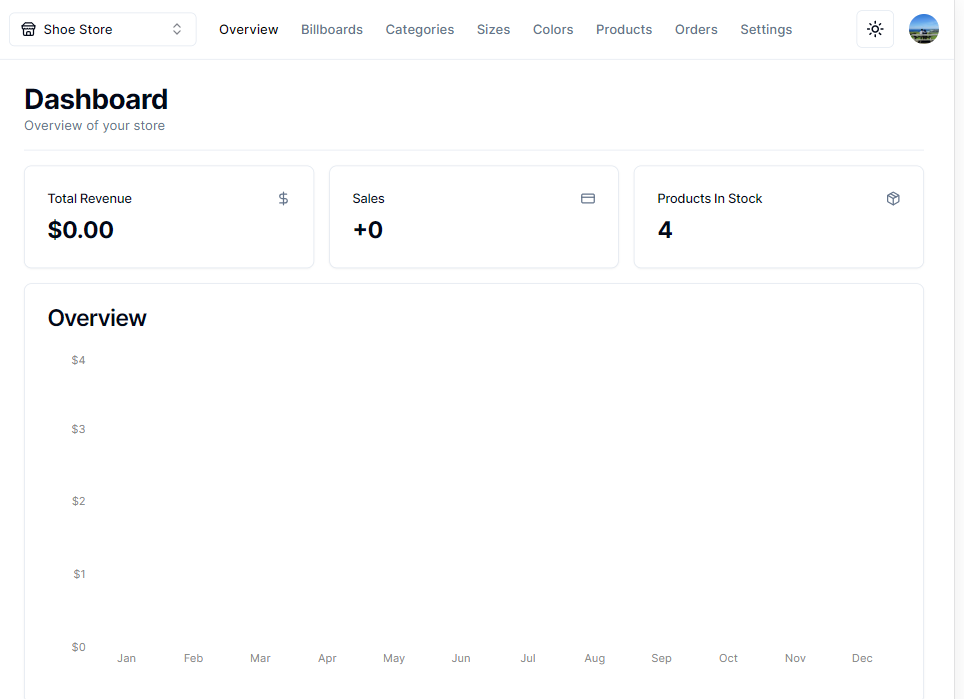 Shoe Store Overview Billboards Categories Sizes Colors Products Orders Settings
Dashboard
Overview of your store
Total Revenue $
$0.00
Sales
+0
Products In Stock
4
Overview
$4
$3
$2
$1
$0
Jan Feb Mar Apr May Jun Jul Aug Sep Oct Nov Dec